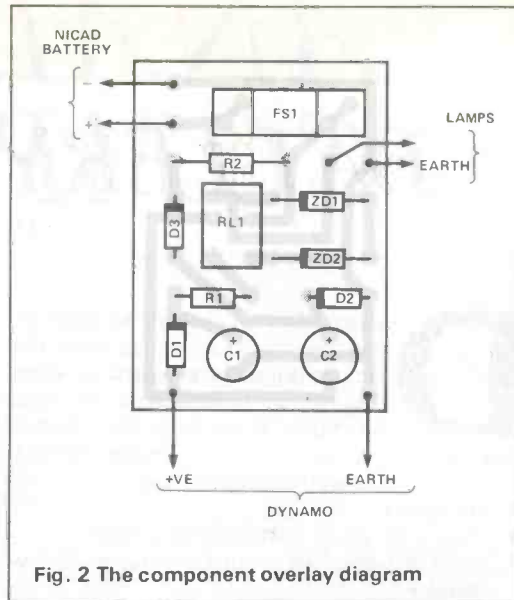 NICAD
BATTERY
−
+
FS1
LAMPS
EARTH
R2
ZD1
D3
RL1
ZD2
R1
D2
D1
+
C1
+
C2
+VE
EARTH
DYNAMO
Fig. 2 The component overlay diagram